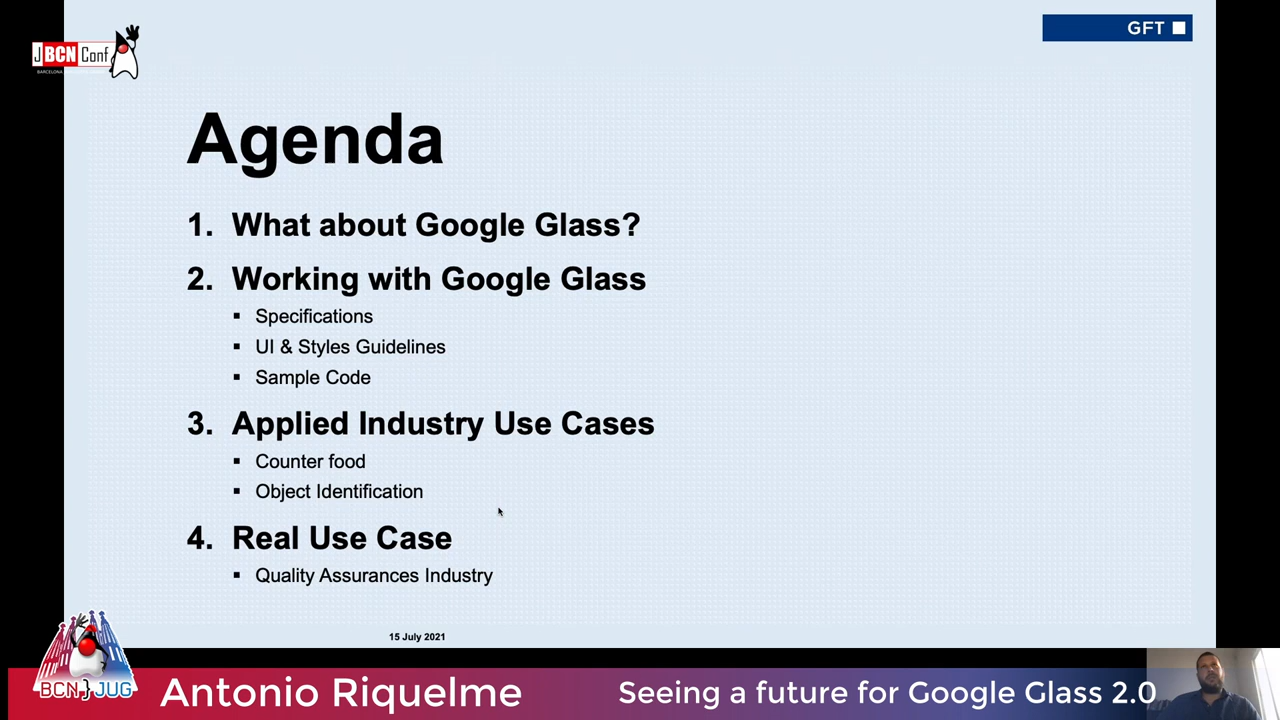 JBCNConf
GFT
Agenda
1. What about Google Glass?
2. Working with Google Glass
▪ Specifications
▪ UI & Styles Guidelines
▪ Sample Code
3. Applied Industry Use Cases
▪ Counter food
▪ Object Identification
4. Real Use Case
▪ Quality Assurances Industry
15 July 2021
BCN JUG
Antonio Riquelme
Seeing a future for Google Glass 2.0